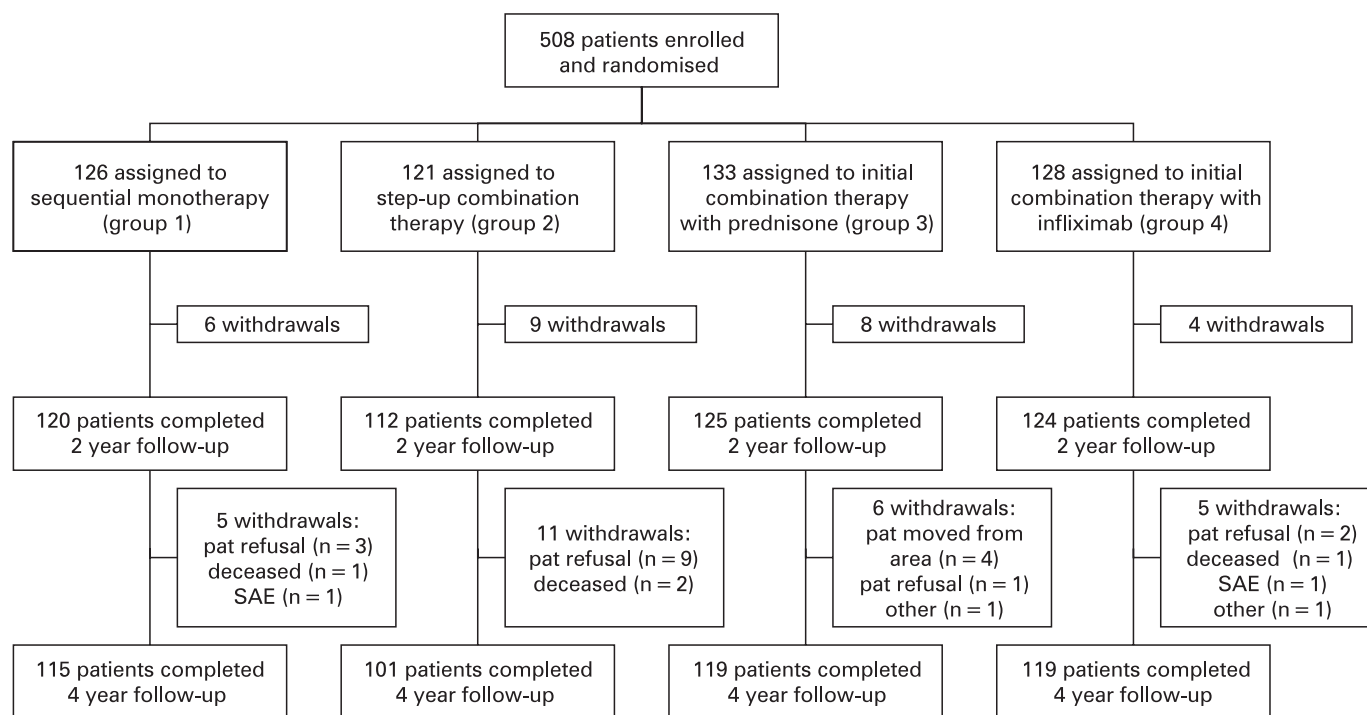 508 patients enrolled
and randomised
126 assigned to
sequential monotherapy
(group 1)
121 assigned to
step-up combination
therapy (group 2)
133 assigned to initial
combination therapy
with prednisone (group 3)
128 assigned to initial
combination therapy with
infliximab (group 4)
6 withdrawals
9 withdrawals
8 withdrawals
4 withdrawals
120 patients completed
2 year follow-up
112 patients completed
2 year follow-up
125 patients completed
2 year follow-up
124 patients completed
2 year follow-up
5 withdrawals:
pat refusal (n = 3)
deceased (n = 1)
SAE (n = 1)
11 withdrawals:
pat refusal (n = 9)
deceased (n = 2)
6 withdrawals:
pat moved from
area (n = 4)
pat refusal (n = 1)
other (n = 1)
5 withdrawals:
pat refusal (n = 2)
deceased (n = 1)
SAE (n = 1)
other (n = 1)
115 patients completed
4 year follow-up
101 patients completed
4 year follow-up
119 patients completed
4 year follow-up
119 patients completed
4 year follow-up